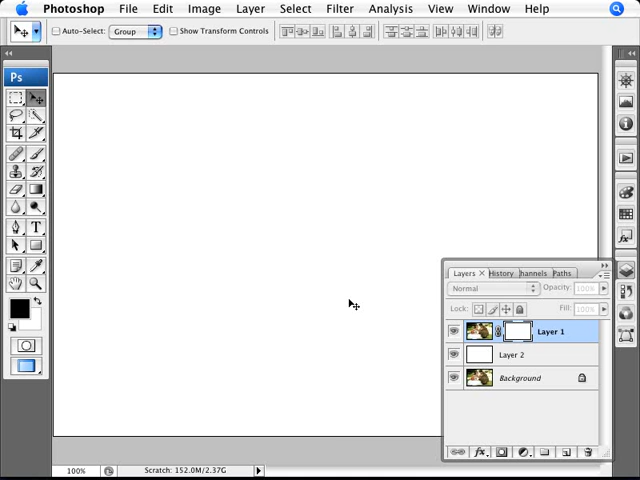 Photoshop File Edit Image Layer Select Filter Analysis View Window Help
Auto-Select: Group Show Transform Controls
Ps
Layers × History hannels Paths
Normal Opacity: 100%
Lock: Fill: 100%
Layer 1
Layer 2
Background
T
fx
100% Scratch: 152.0M/2.37G